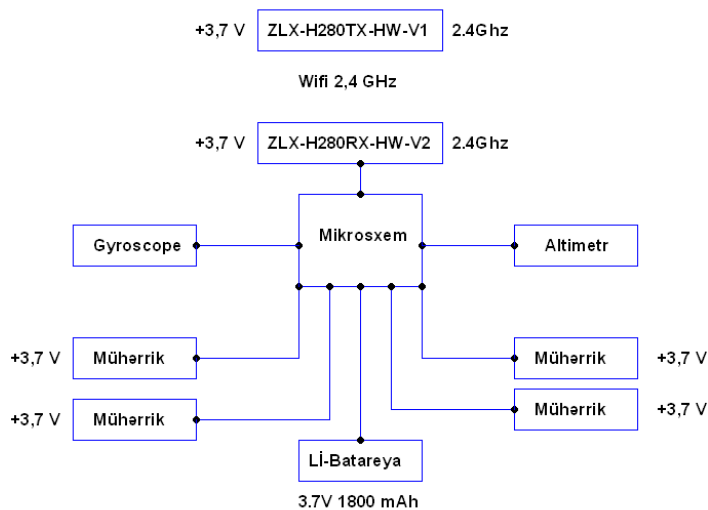 +3,7 V ZLX-H280TX-HW-V1 2.4Ghz
Wifi 2,4 GHz
+3,7 V ZLX-H280RX-HW-V2 2.4Ghz
Mikrosxem
Gyroscope
Altimetr
+3,7 V Mühərrik
Mühərrik +3,7 V
+3,7 V Mühərrik
Mühərrik +3,7 V
Lİ-Batareya
3.7V 1800 mAh